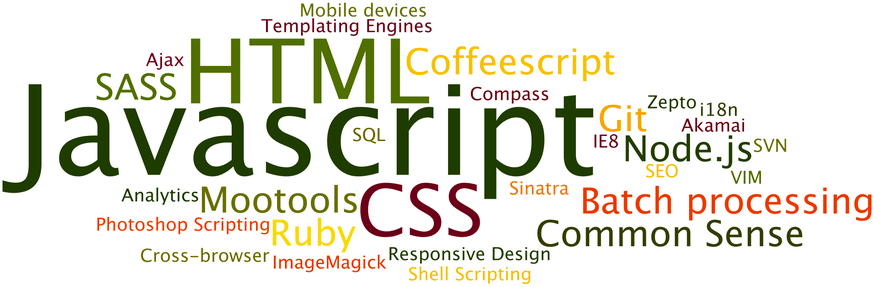 Mobile devices
Templating Engines
Ajax
HTML
Coffeescript
SASS
Compass
Javascript
Zepto
i18n
Git
Akamai
SQL
IE8
Node.js
SVN
SEO
VIM
Analytics
Mootools
CSS
Sinatra
Batch processing
Photoshop Scripting
Ruby
Common Sense
Cross-browser
ImageMagick
Responsive Design
Shell Scripting